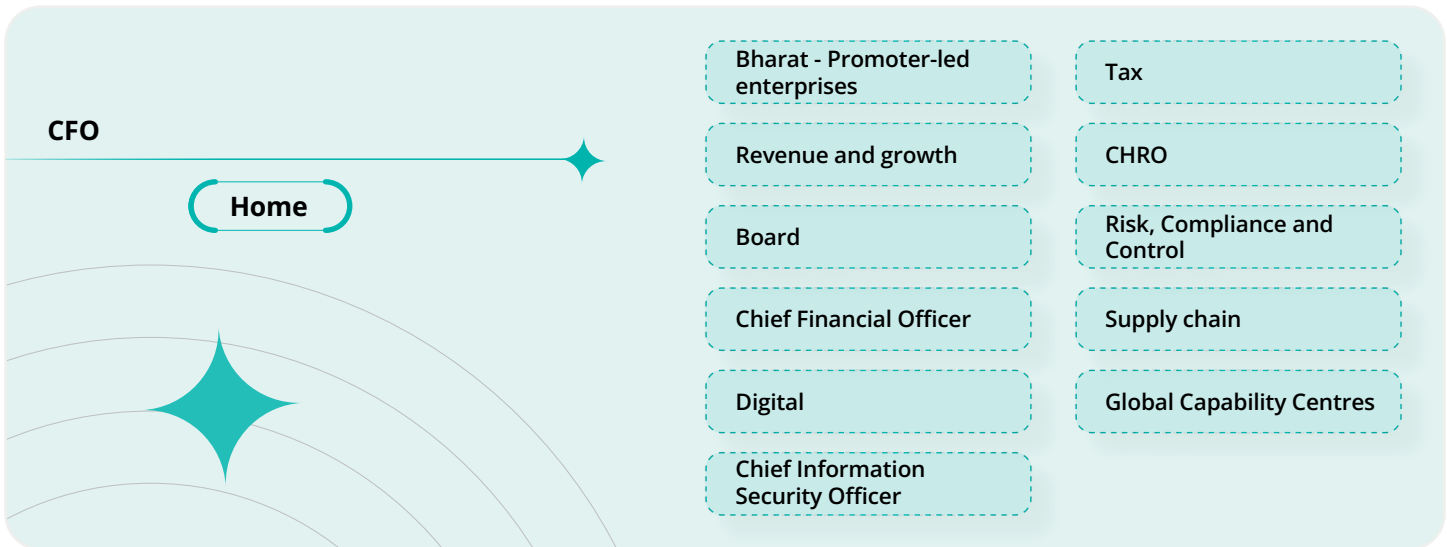 CFO
Home
Bharat - Promoter-led
enterprises
Revenue and growth
Board
Chief Financial Officer
Digital
Chief Information
Security Officer
Tax
CHRO
Risk, Compliance and
Control
Supply chain
Global Capability Centres